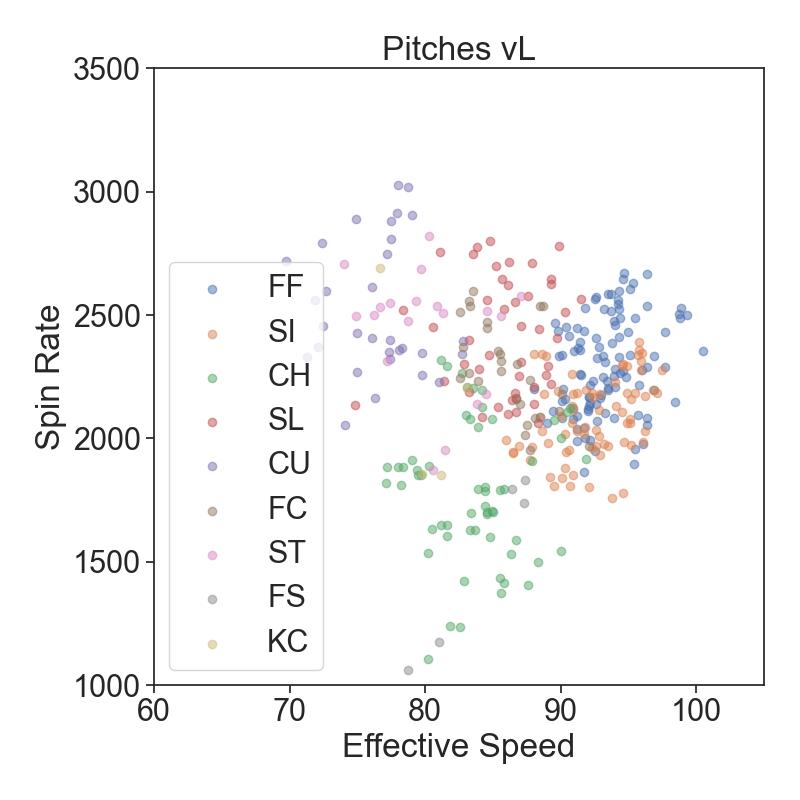 Pitches vL
3500
3000
2500
2000
1500
1000
Spin Rate
FF
SI
CH
SL
CU
FC
ST
FS
KC
60 70 80 90 100
Effective Speed